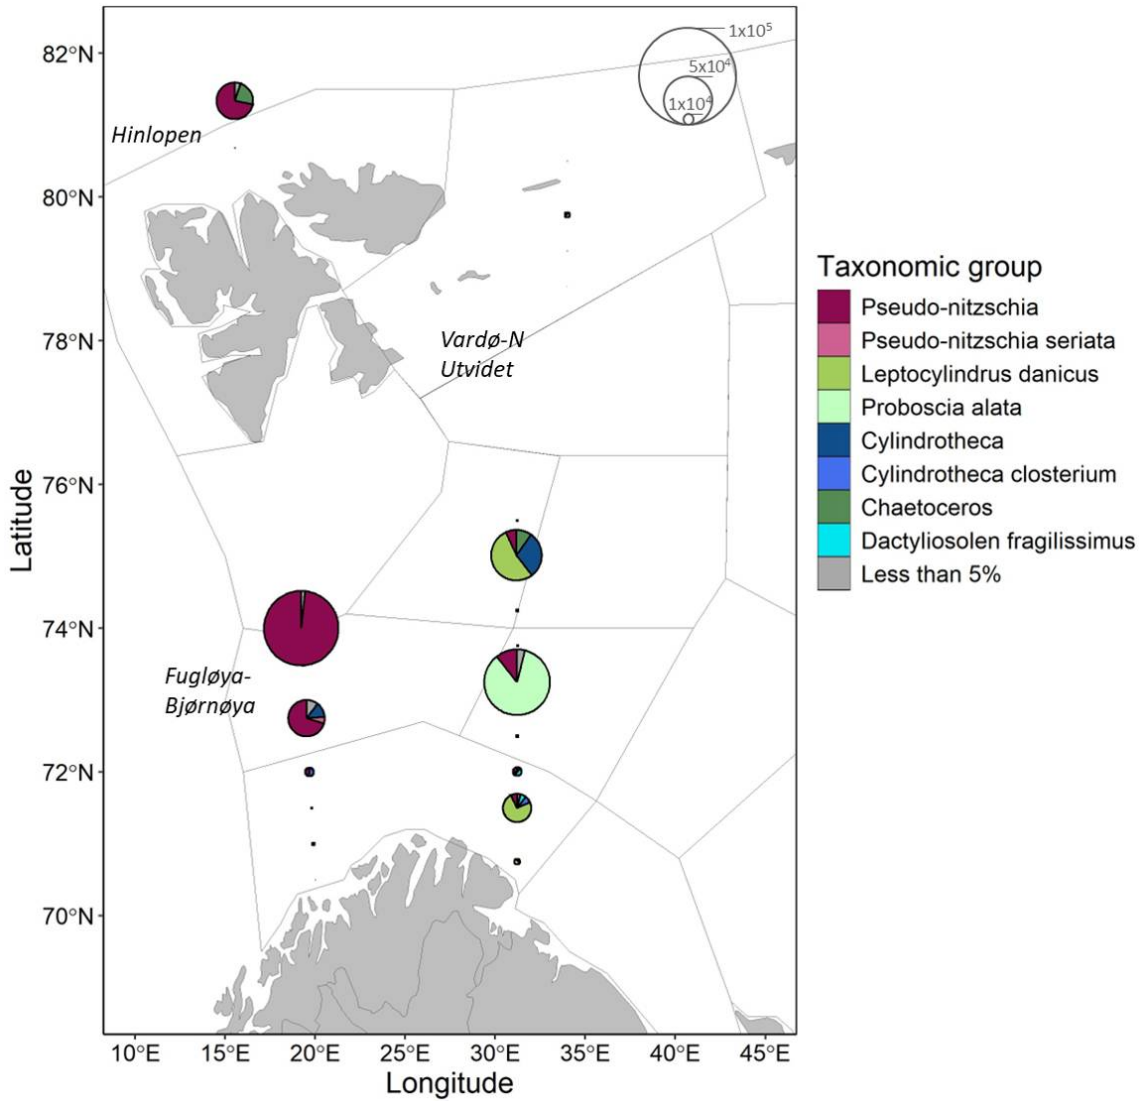 82°N
80°N
78°N
76°N
74°N
72°N
70°N
Latitude
10°E 15°E 20°E 25°E 30°E 35°E 40°E 45°E
Longitude
Hinlopen
1x10⁵
5x10⁴
1x10⁴
Vardø-N
Utvidet
Fugløya-
Bjørnøya
Taxonomic group
Pseudo-nitzschia
Pseudo-nitzschia seriata
Leptocylindrus danicus
Proboscia alata
Cylindrotheca
Cylindrotheca closterium
Chaetoceros
Dactyliosolen fragilissimus
Less than 5%